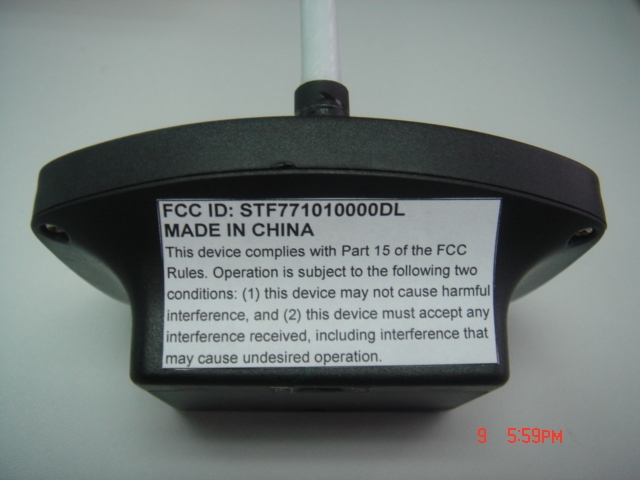 FCC ID: STF771010000DL
MADE IN CHINA
This device complies with Part 15 of the FCC
Rules. Operation is subject to the following two
conditions: (1) this device may not cause harmful
interference, and (2) this device must accept any
interference received, including interference that
may cause undesired operation.
9 5:59PM